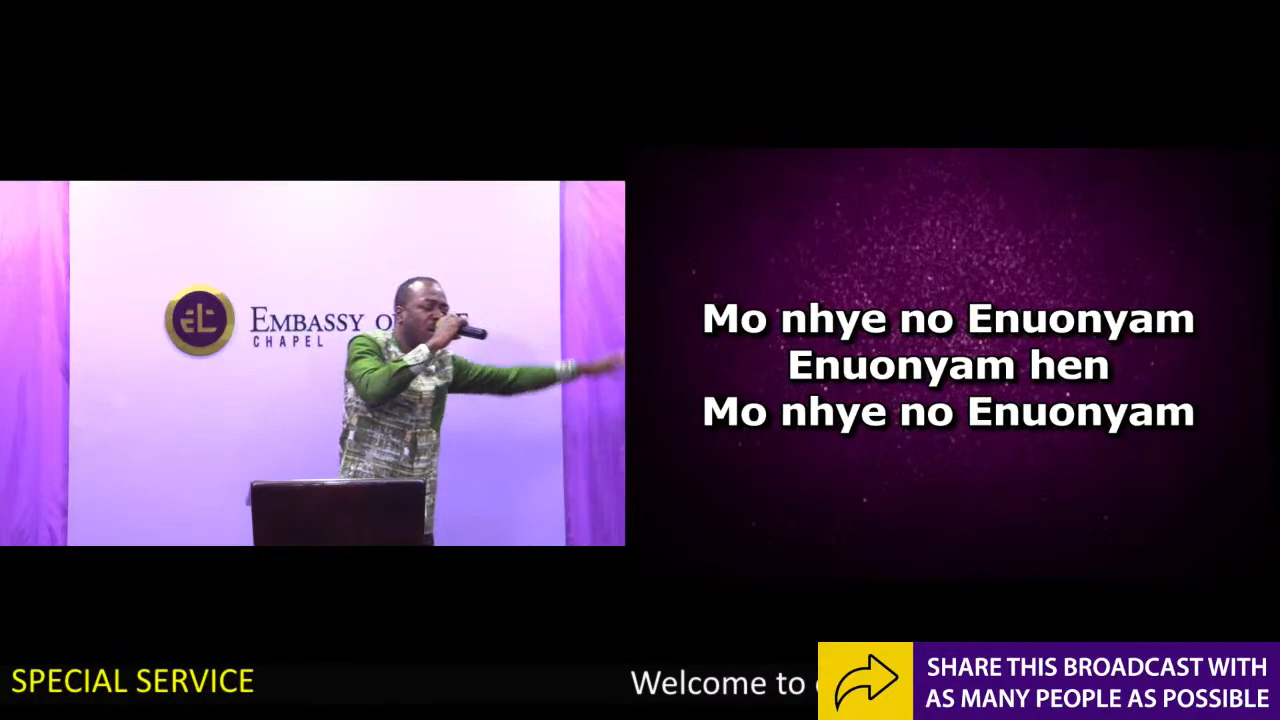 EMBASSY
CHAPEL
Mo nhye no Enuonyam
Enuonyam hen
Mo nhye no Enuonyam
SPECIAL SERVICE
Welcome to
SHARE THIS BROADCAST WITH
AS MANY PEOPLE AS POSSIBLE